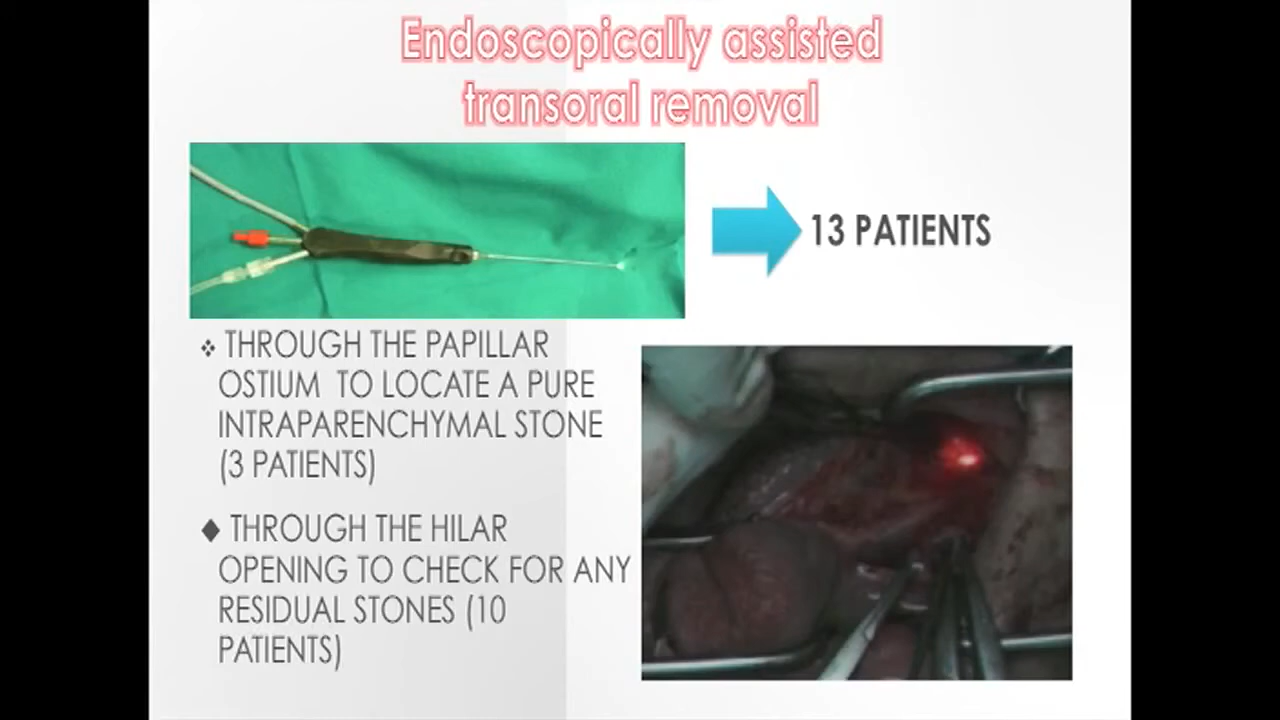 Endoscopically assisted
transoral removal
13 PATIENTS
❖ THROUGH THE PAPILLAR
OSTIUM TO LOCATE A PURE
INTRAPARENCHYMAL STONE
(3 PATIENTS)
◆ THROUGH THE HILAR
OPENING TO CHECK FOR ANY
RESIDUAL STONES (10
PATIENTS)